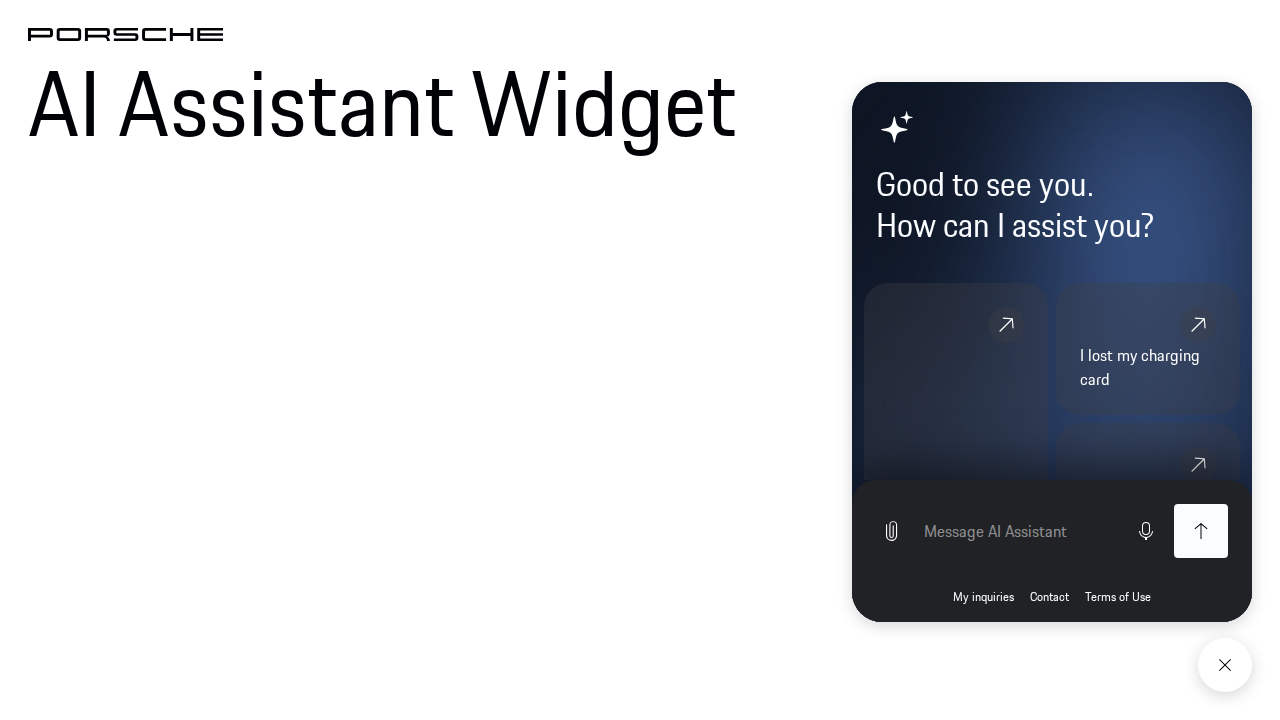 PORSCHE
AI Assistant Widget
Good to see you.
How can I assist you?
I lost my charging
card
Message AI Assistant
My inquiries
Contact
Terms of Use